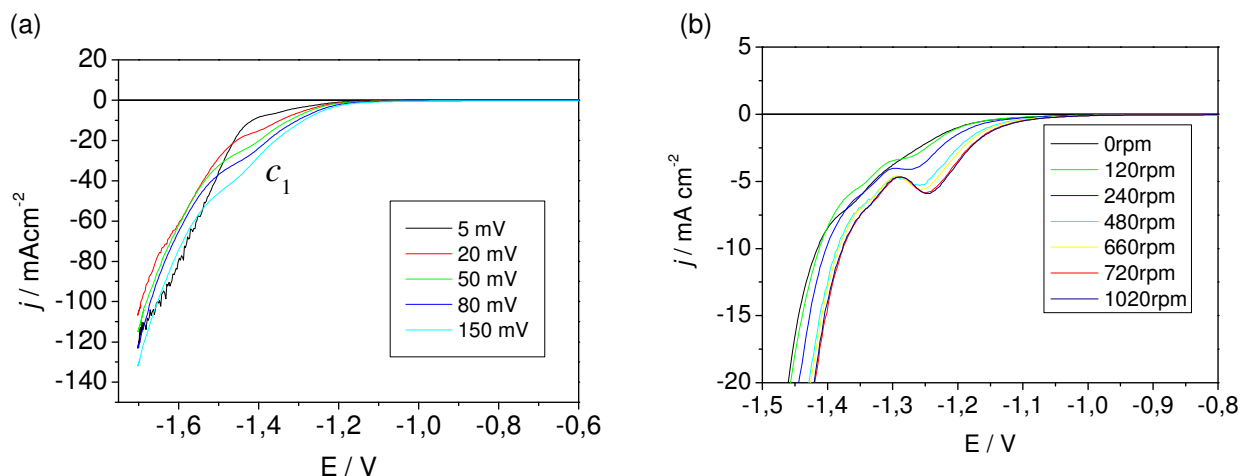 (a)
20
0
-20
-40
-60
-80
-100
-120
-140
j / mAcm-2
-1,6
-1,4
-1,2
-1,0
-0,8
-0,6
E / V
c1
5 mV
20 mV
50 mV
80 mV
150 mV
(b)
5
0
-5
-10
-15
-20
j / mA cm-2
-1,5
-1,4
-1,3
-1,2
-1,1
-1,0
-0,9
-0,8
E / V
0rpm
120rpm
240rpm
480rpm
660rpm
720rpm
1020rpm